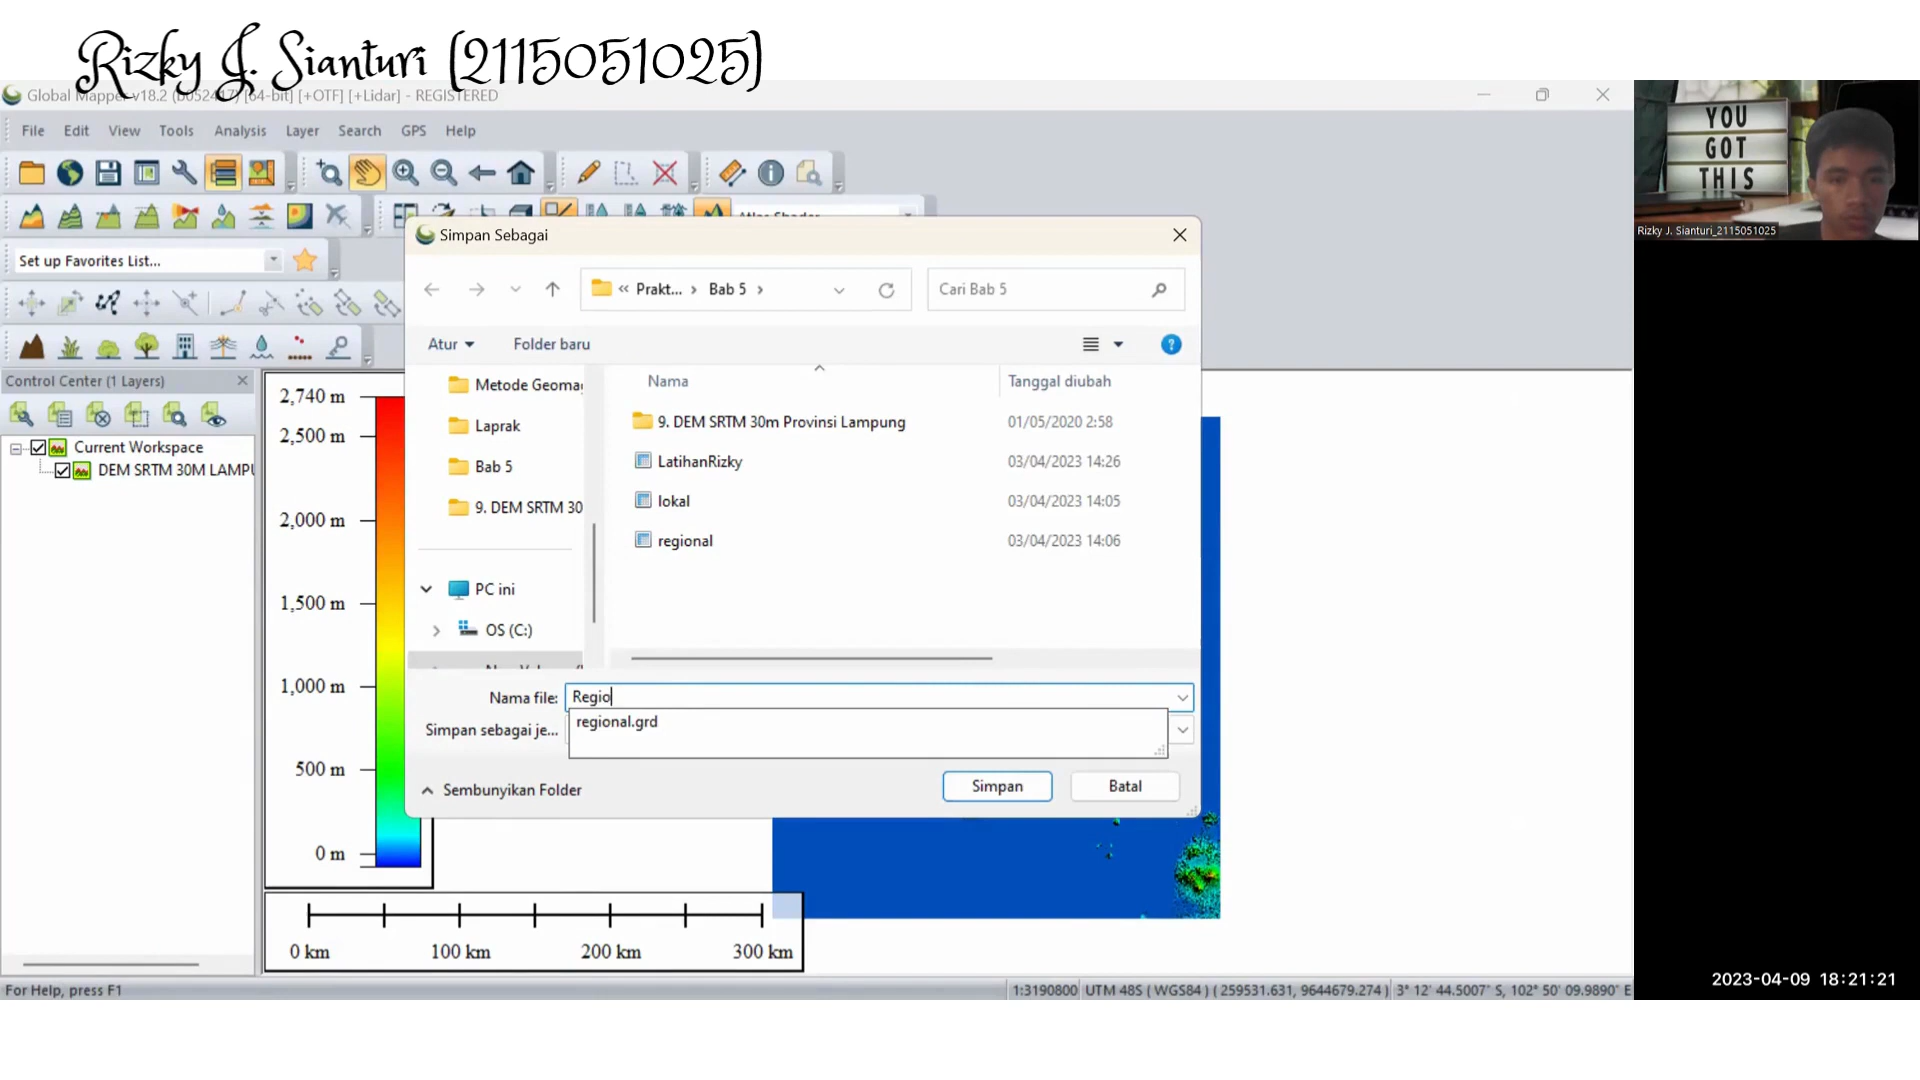 Rizky J. Sianturi (2115051025)
Global Mapper v18.2 (b052417) [64-bit] [+OTF] [+Lidar] - REGISTERED
File Edit View Tools Analysis Layer Search GPS Help
Set up Favorites List...
Control Center (1 Layers)
Current Workspace
DEM SRTM 30M LAMPU
2,740 m
2,500 m
2,000 m
1,500 m
1,000 m
500 m
0 m
0 km 100 km 200 km 300 km
Simpan Sebagai
« Prakt... › Bab 5 ›
Cari Bab 5
Atur Folder baru
Metode Geomag
Laprak
Bab 5
9. DEM SRTM 30
PC ini
OS (C:)
Nama Tanggal diubah
9. DEM SRTM 30m Provinsi Lampung 01/05/2020 2:58
LatihanRizky 03/04/2023 14:26
lokal 03/04/2023 14:05
regional 03/04/2023 14:06
Nama file: Regio
regional.grd
Simpan sebagai je...
Sembunyikan Folder
Simpan Batal
For Help, press F1
1:3190800 UTM 48S ( WGS84 ) ( 259531.631, 9644679.274 ) 3° 12' 44.5007" S, 102° 50' 09.9890" E
YOU
GOT
THIS
Rizky J. Sianturi_2115051025
2023-04-09 18:21:21